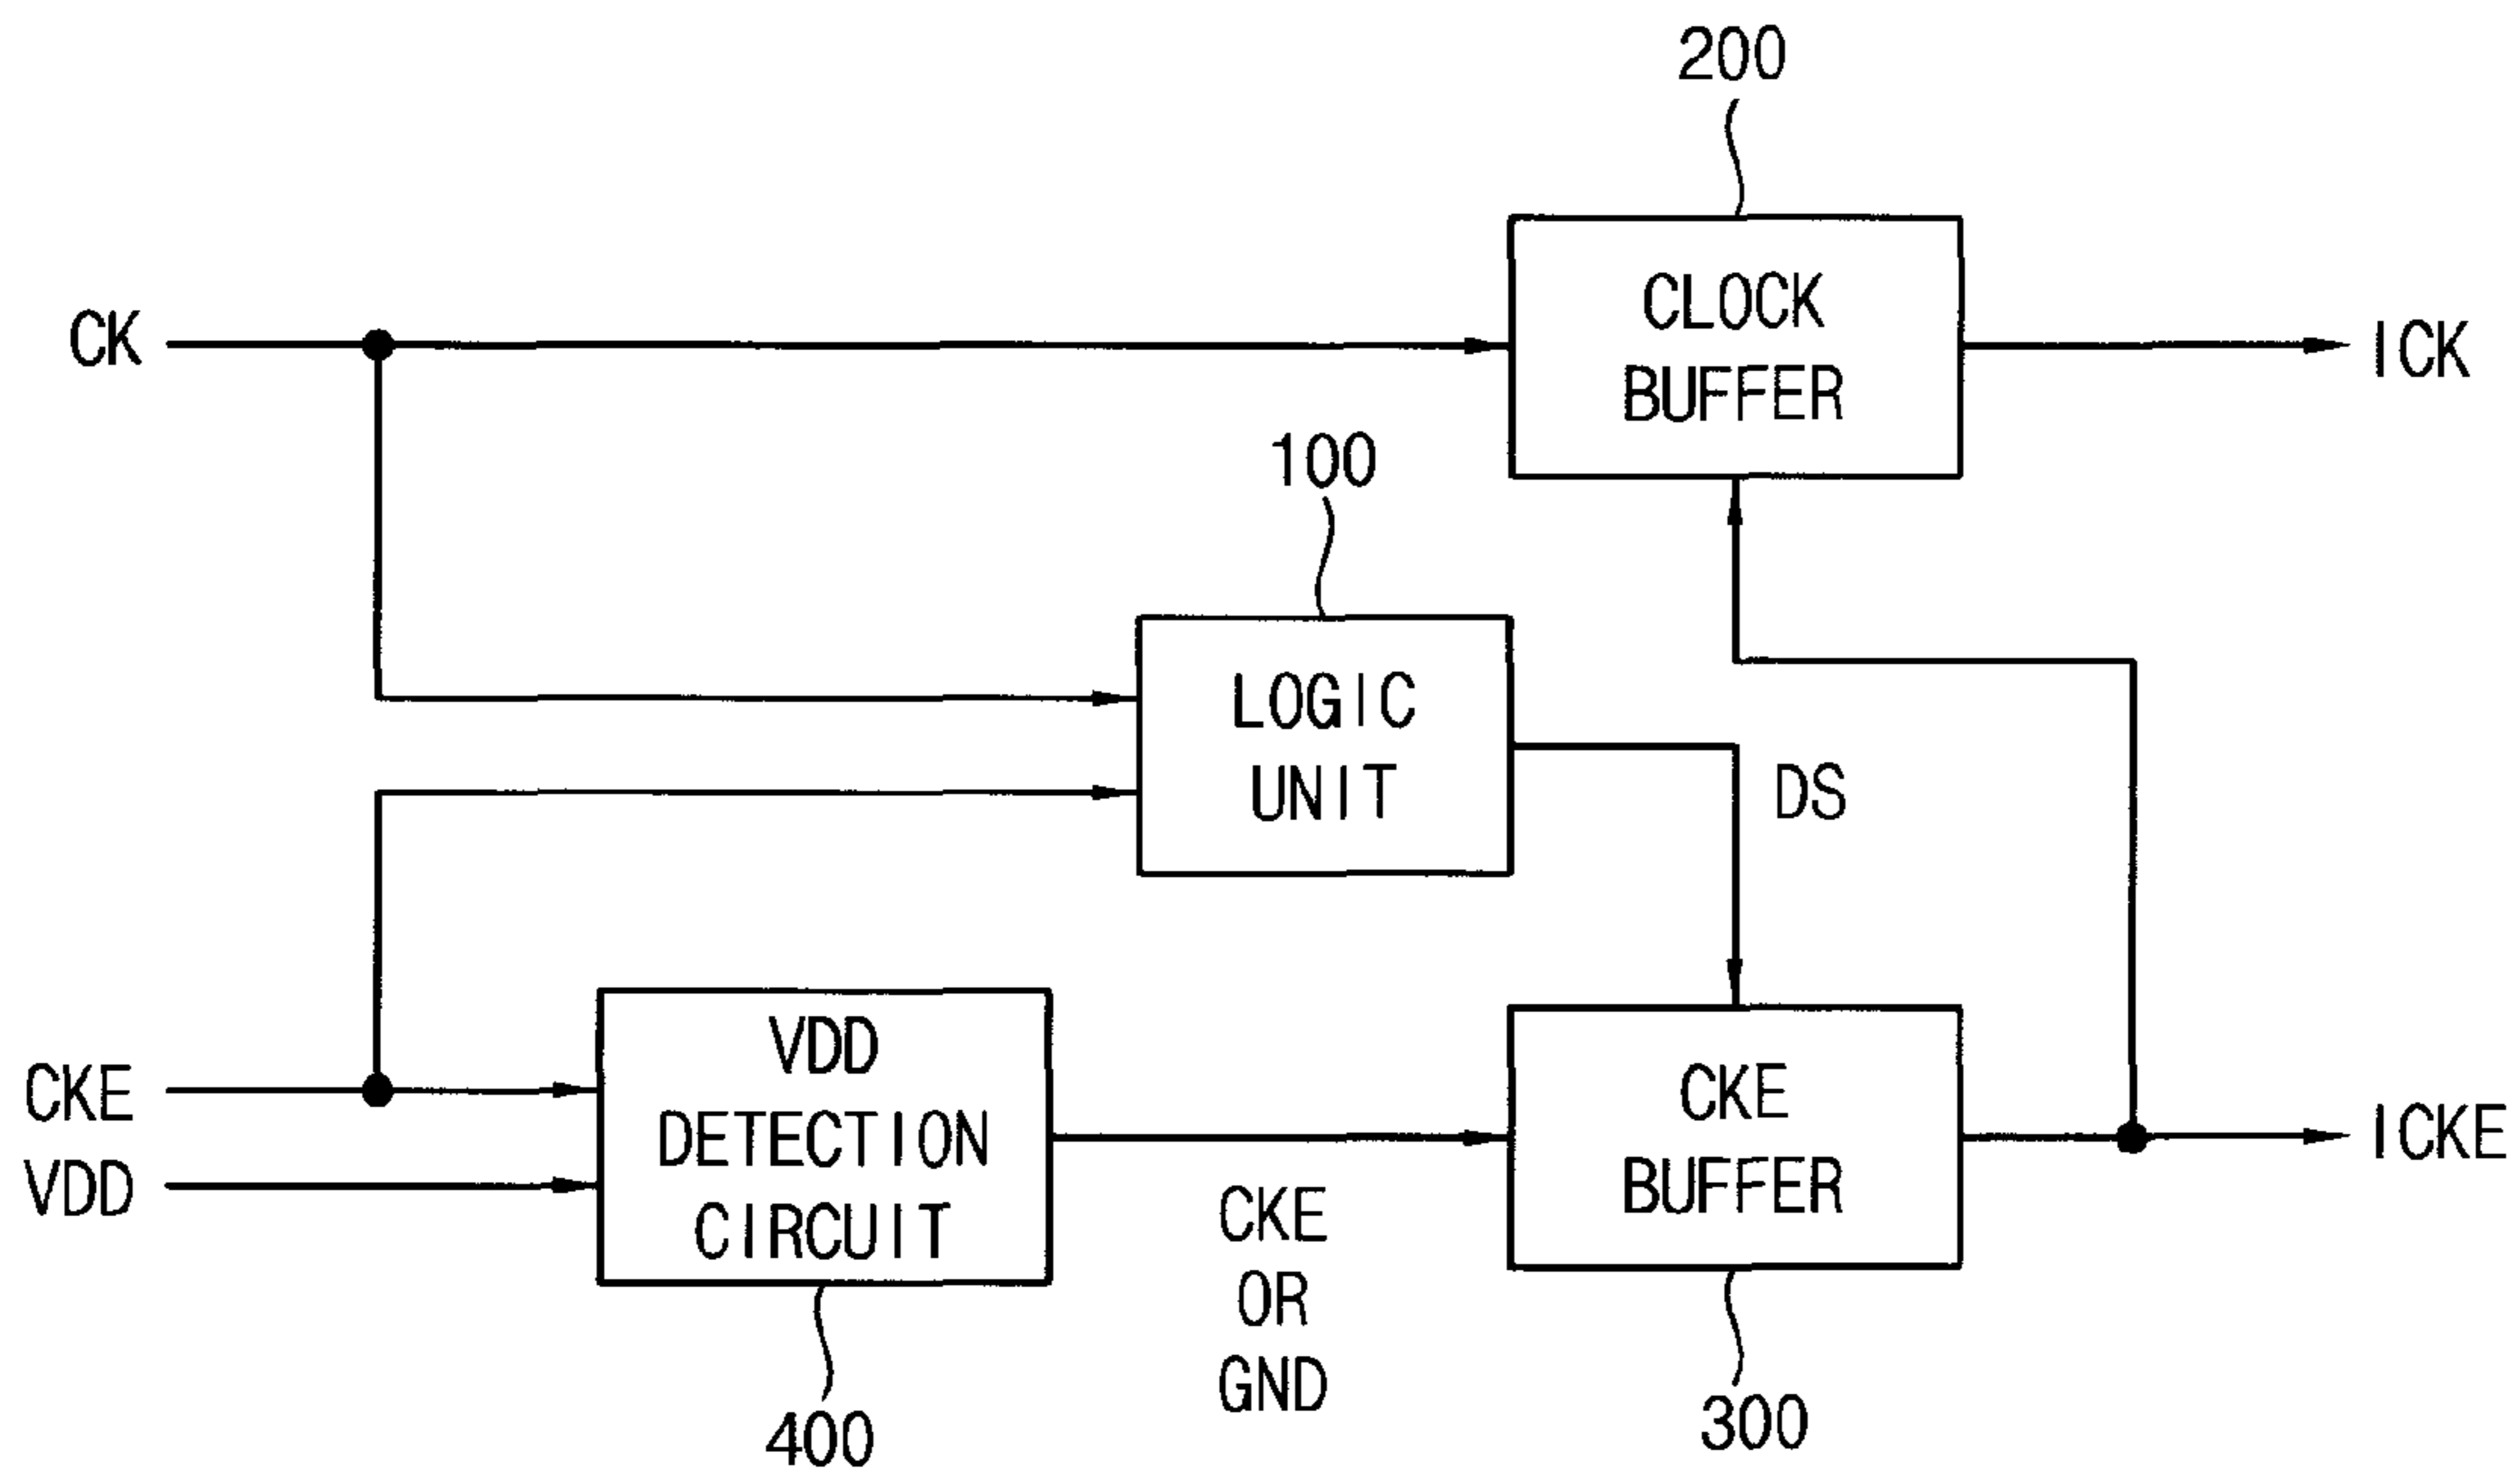 200
CLOCK
BUFFER
CK
ICK
100
LOGIC
UNIT
DS
VDD
DETECTION
CIRCUIT
CKE
VDD
CKE
BUFFER
ICKE
CKE
OR
GND
400
300